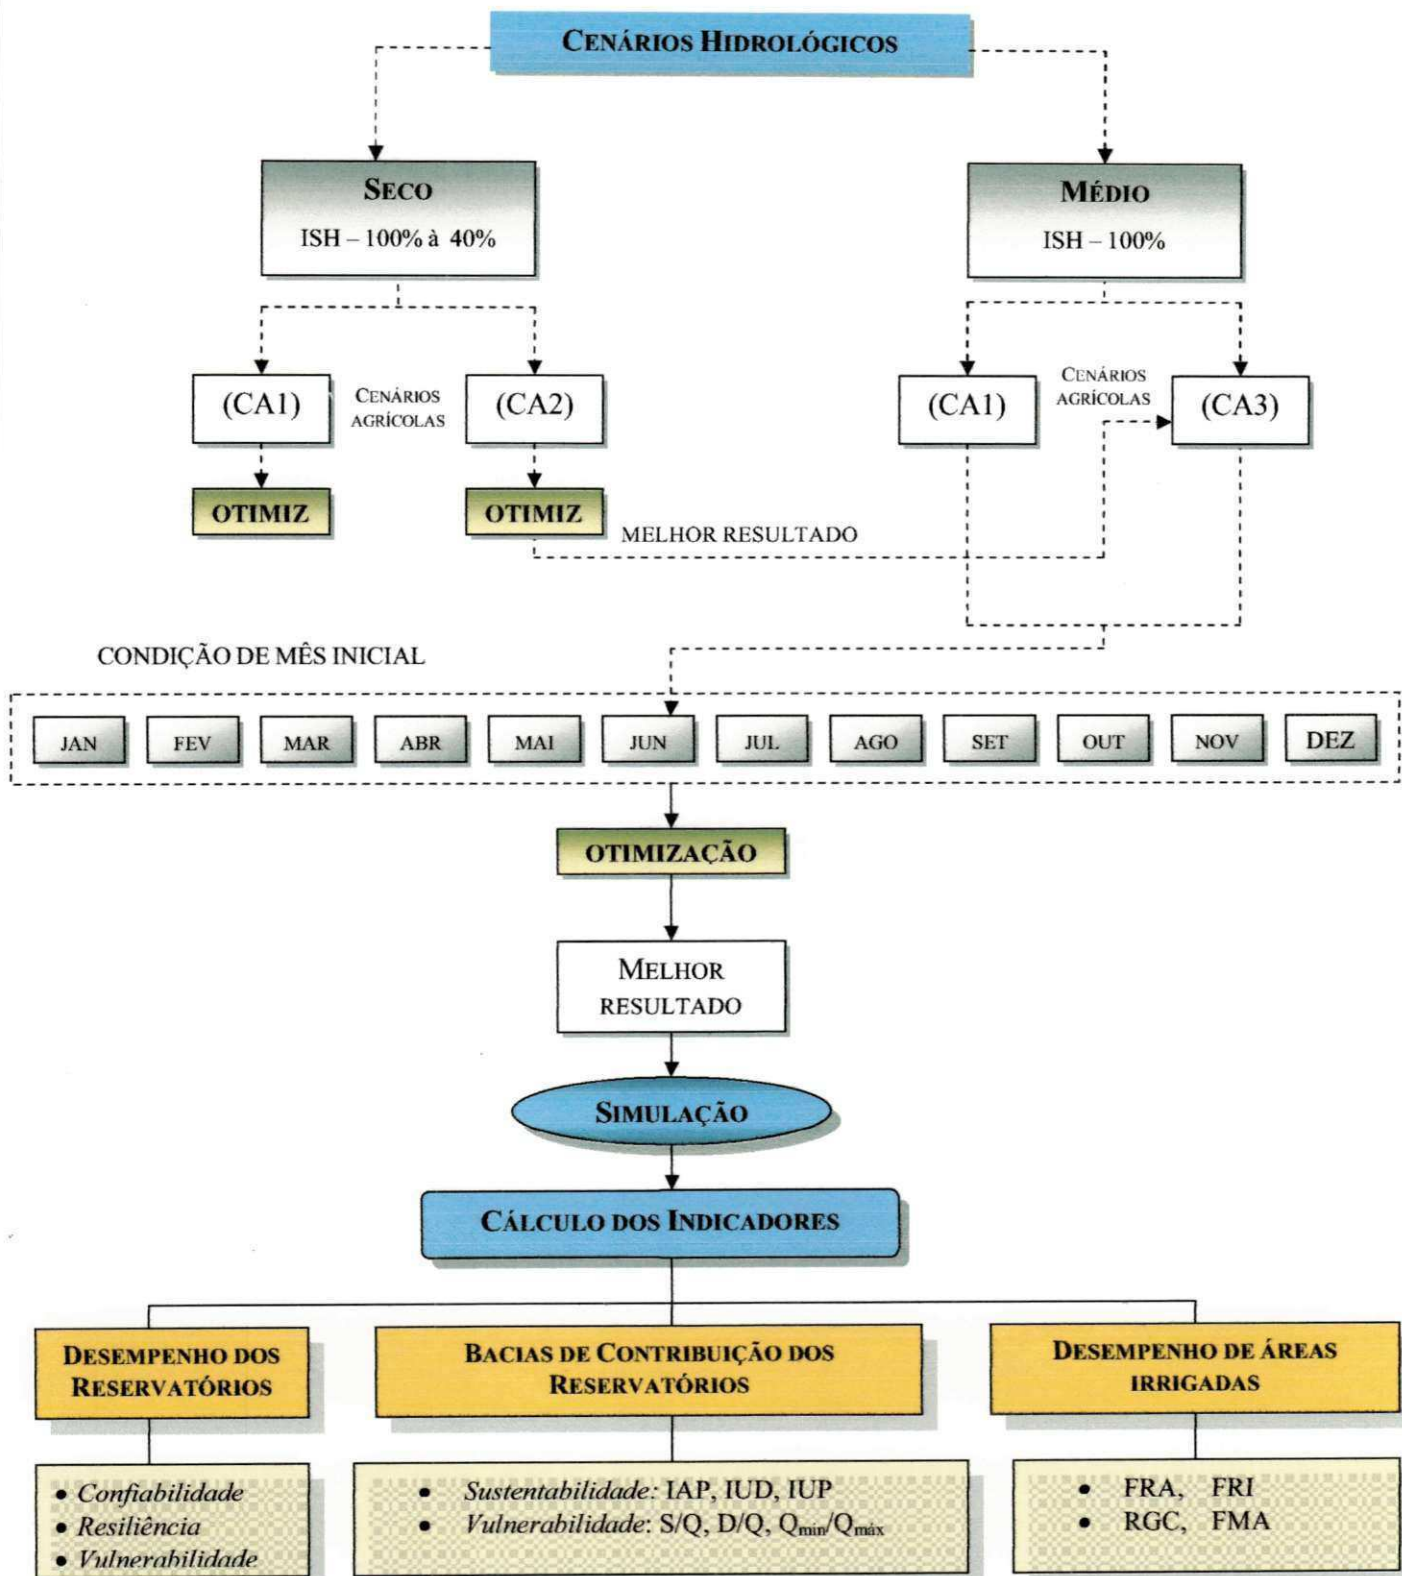 CENÁRIOS HIDROLÓGICOS
SECO
ISH – 100% à 40%
MÉDIO
ISH – 100%
(CA1)
CENÁRIOS
AGRÍCOLAS
(CA2)
(CA1)
CENÁRIOS
AGRÍCOLAS
(CA3)
OTIMIZ
OTIMIZ
MELHOR RESULTADO
CONDIÇÃO DE MÊS INICIAL
JAN FEV MAR ABR MAI JUN JUL AGO SET OUT NOV DEZ
OTIMIZAÇÃO
MELHOR
RESULTADO
SIMULAÇÃO
CÁLCULO DOS INDICADORES
DESEMPENHO DOS
RESERVATÓRIOS
BACIAS DE CONTRIBUIÇÃO DOS
RESERVATÓRIOS
DESEMPENHO DE ÁREAS
IRRIGADAS
• Confiabilidade
• Resiliência
• Vulnerabilidade
• Sustentabilidade: IAP, IUD, IUP
• Vulnerabilidade: S/Q, D/Q, Qmin/Qmáx
• FRA, FRI
• RGC, FMA